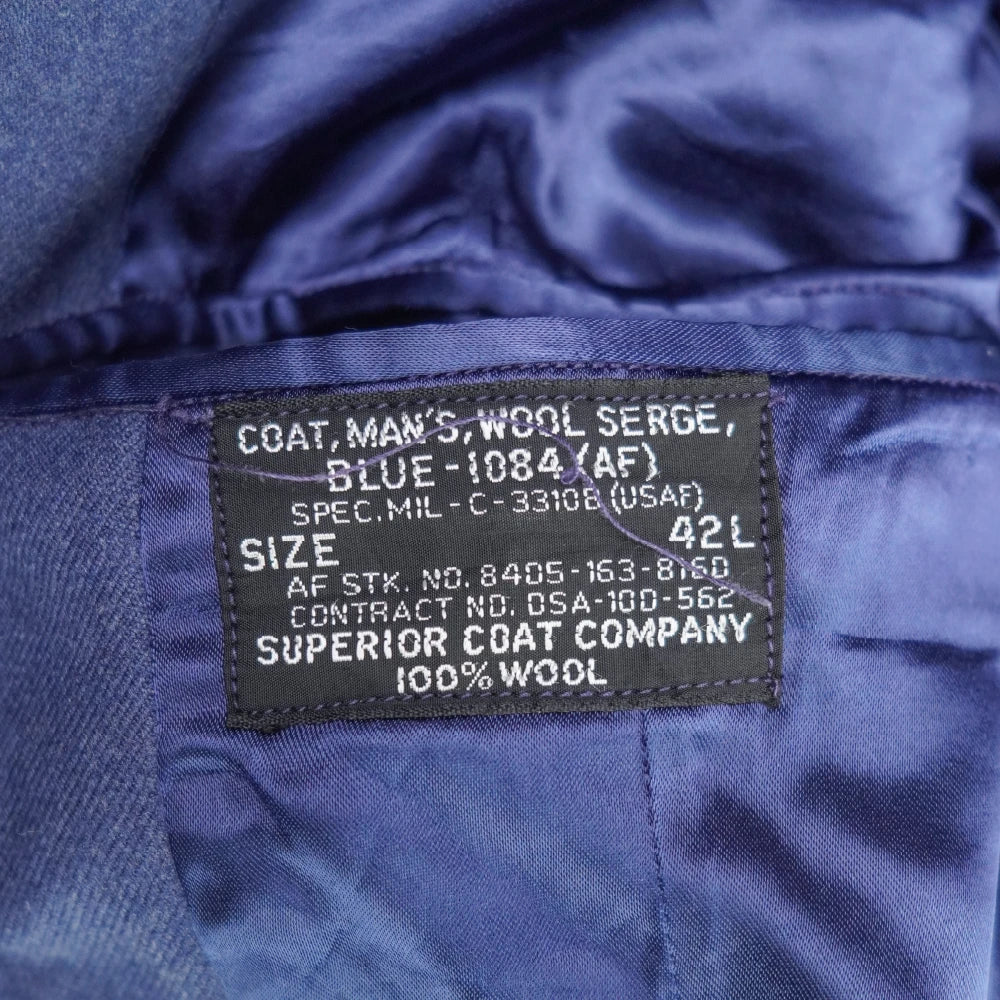 COAT, MAN'S, WOOL SERGE,
BLUE-1084 (AF)
SPEC. MIL-C-3310B (USAF)
SIZE 42L
AF STK. NO. 8405-163-8160
CONTRACT NO. DSA-100-562
SUPERIOR COAT COMPANY
100% WOOL